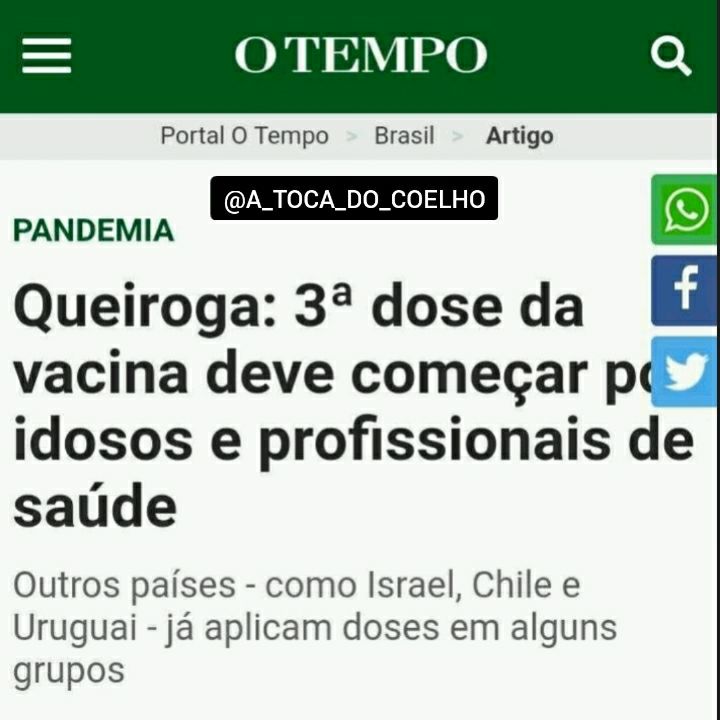 O TEMPO
Portal O Tempo > Brasil > Artigo
@A_TOCA_DO_COELHO
PANDEMIA
Queiroga: 3ª dose da
vacina deve começar
idosos e profissionais de
saúde
Outros países - como Israel, Chile e
Uruguai - já aplicam doses em alguns
grupos